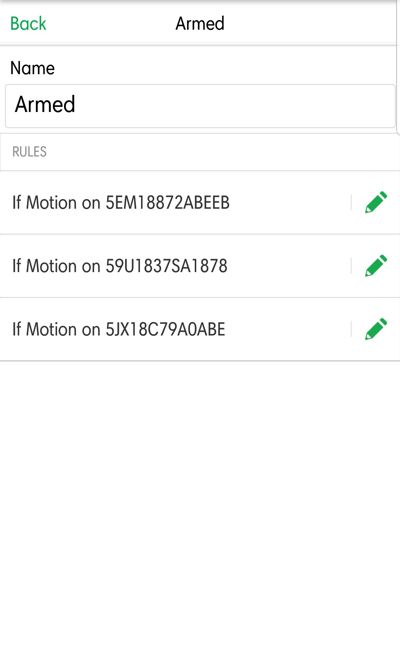 Back Armed
Name
Armed
RULES
If Motion on 5EM18872ABEEB
If Motion on 59U1837SA1878
If Motion on 5JX18C79A0ABE